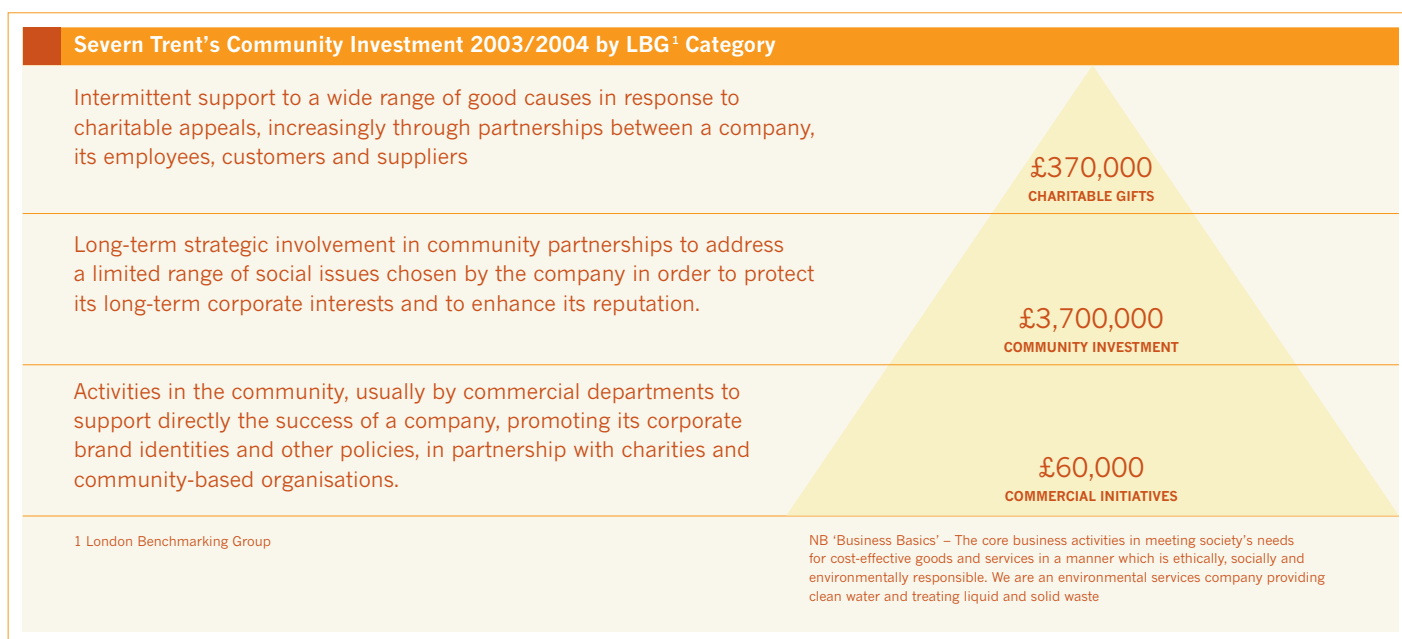 Severn Trent's Community Investment 2003/2004 by LBG¹ Category
Intermittent support to a wide range of good causes in response to
charitable appeals, increasingly through partnerships between a company,
its employees, customers and suppliers
£370,000
CHARITABLE GIFTS
Long-term strategic involvement in community partnerships to address
a limited range of social issues chosen by the company in order to protect
its long-term corporate interests and to enhance its reputation.
£3,700,000
COMMUNITY INVESTMENT
Activities in the community, usually by commercial departments to
support directly the success of a company, promoting its corporate
brand identities and other policies, in partnership with charities and
community-based organisations.
£60,000
COMMERCIAL INITIATIVES
1 London Benchmarking Group
NB 'Business Basics' – The core business activities in meeting society's needs
for cost-effective goods and services in a manner which is ethically, socially and
environmentally responsible. We are an environmental services company providing
clean water and treating liquid and solid waste